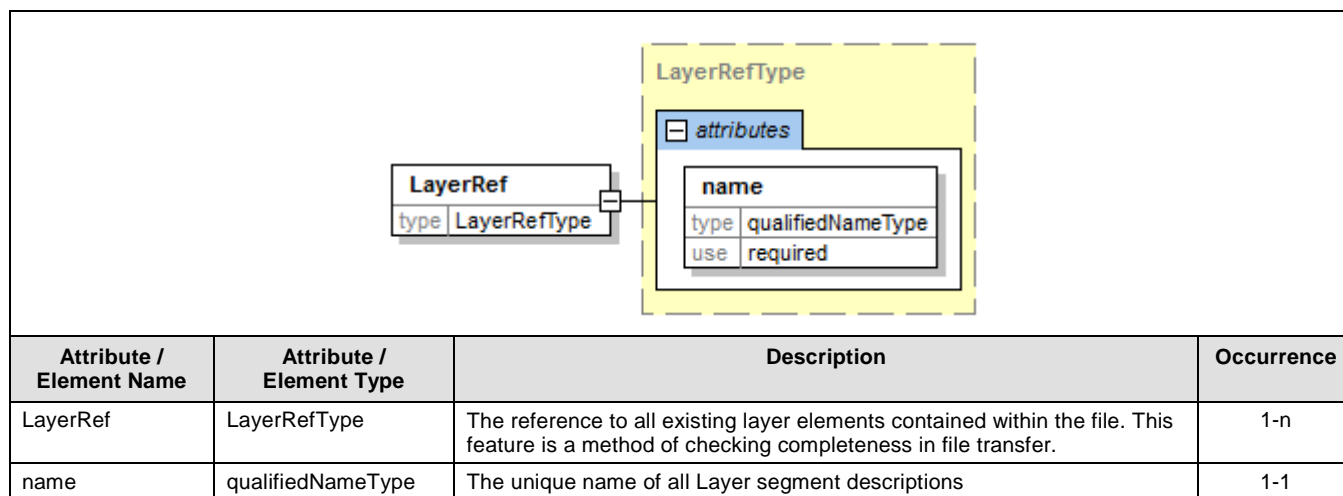 LayerRefType
attributes
LayerRef
type LayerRefType
name
type qualifiedNameType
use required
Attribute / Element Name
Attribute / Element Type
Description
Occurrence
LayerRef
LayerRefType
The reference to all existing layer elements contained within the file. This
feature is a method of checking completeness in file transfer.
1-n
name
qualifiedNameType
The unique name of all Layer segment descriptions
1-1